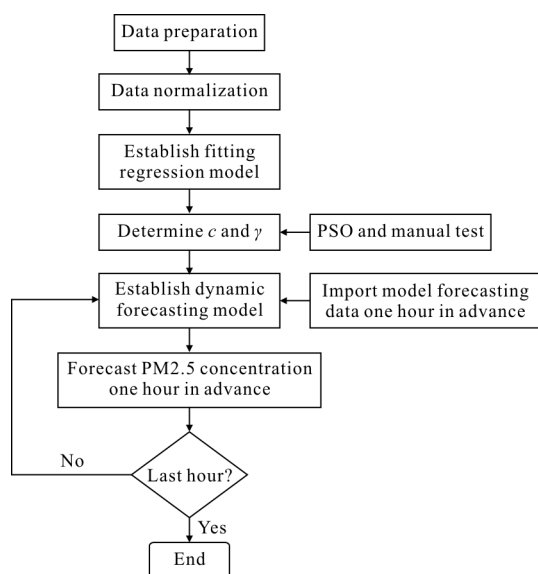 Data preparation
Data normalization
Establish fitting
regression model
Determine c and γ
PSO and manual test
Establish dynamic
forecasting model
Import model forecasting
data one hour in advance
Forecast PM2.5 concentration
one hour in advance
No
Last hour?
Yes
End